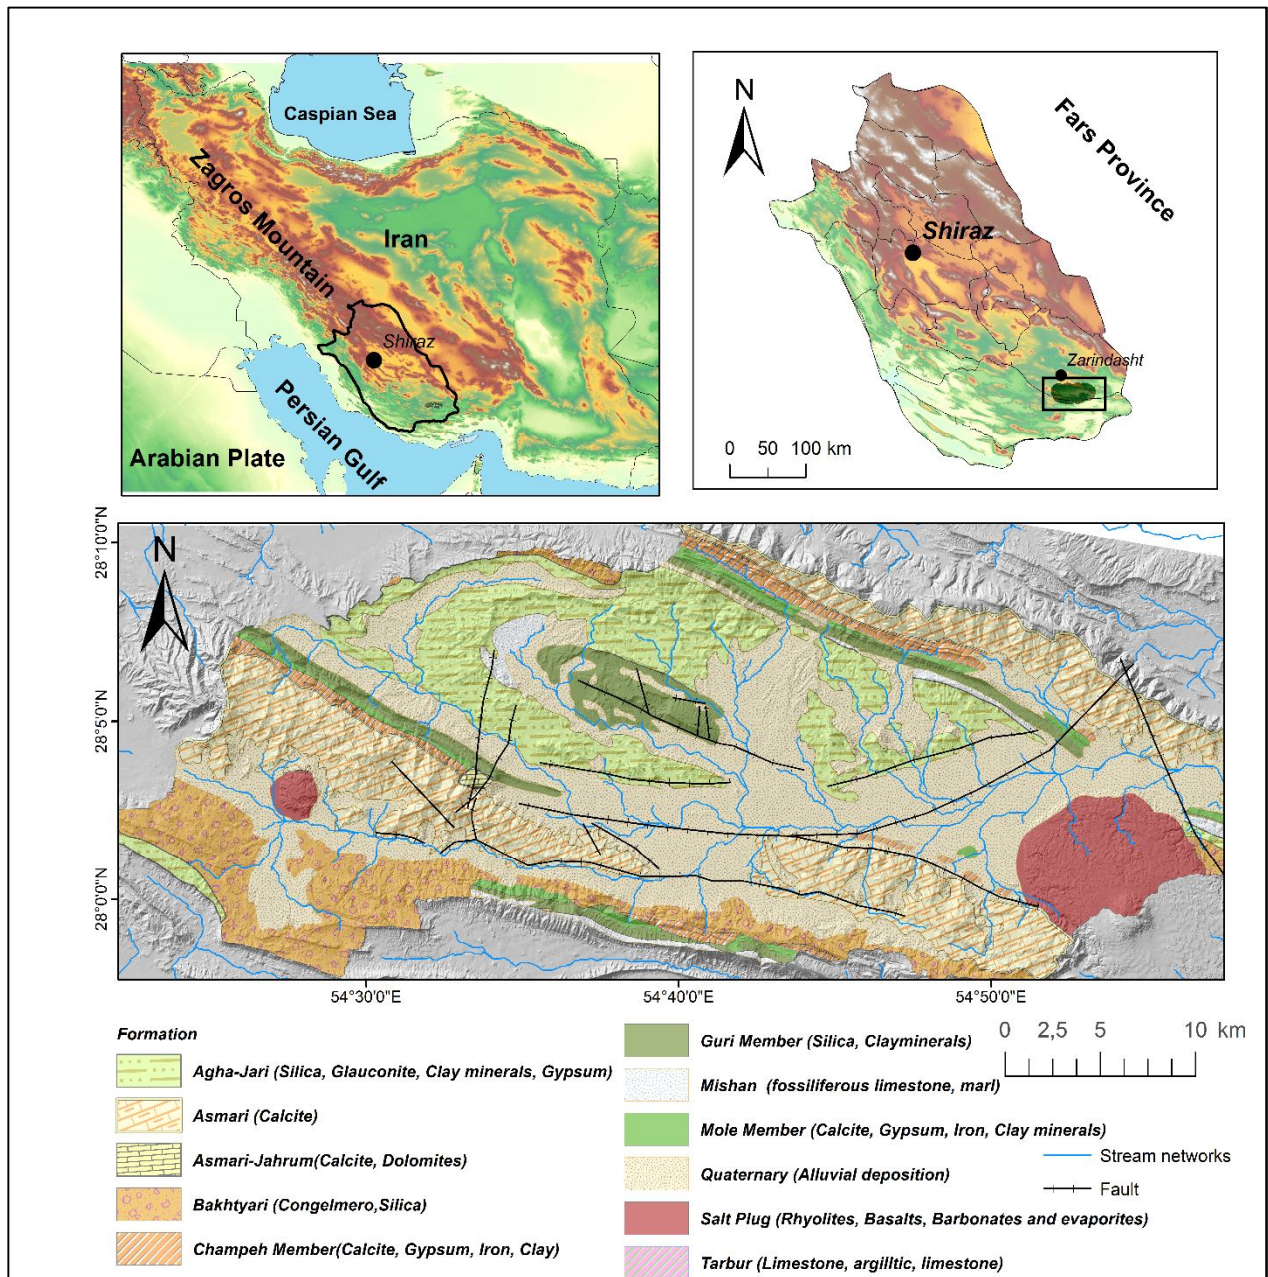 Caspian Sea
Zagros Mountain
Iran
Shiraz
Persian Gulf
Arabian Plate
N
Fars Province
Shiraz
Zarindasht
0 50 100 km
28°10'0"N
28°5'0"N
28°0'0"N
N
54°30'0"E 54°40'0"E 54°50'0"E
Formation
Agha-Jari (Silica, Glauconite, Clay minerals, Gypsum)
Asmari (Calcite)
Asmari-Jahrum(Calcite, Dolomites)
Bakhtyari (Congelmero,Silica)
Champeh Member(Calcite, Gypsum, Iron, Clay)
Guri Member (Silica, Clayminerals)
Mishan (fossiliferous limestone, marl)
Mole Member (Calcite, Gypsum, Iron, Clay minerals)
Quaternary (Alluvial deposition)
Salt Plug (Rhyolites, Basalts, Barbonates and evaporites)
Tarbur (Limestone, argilltic, limestone)
0 2,5 5 10 km
Stream networks
Fault